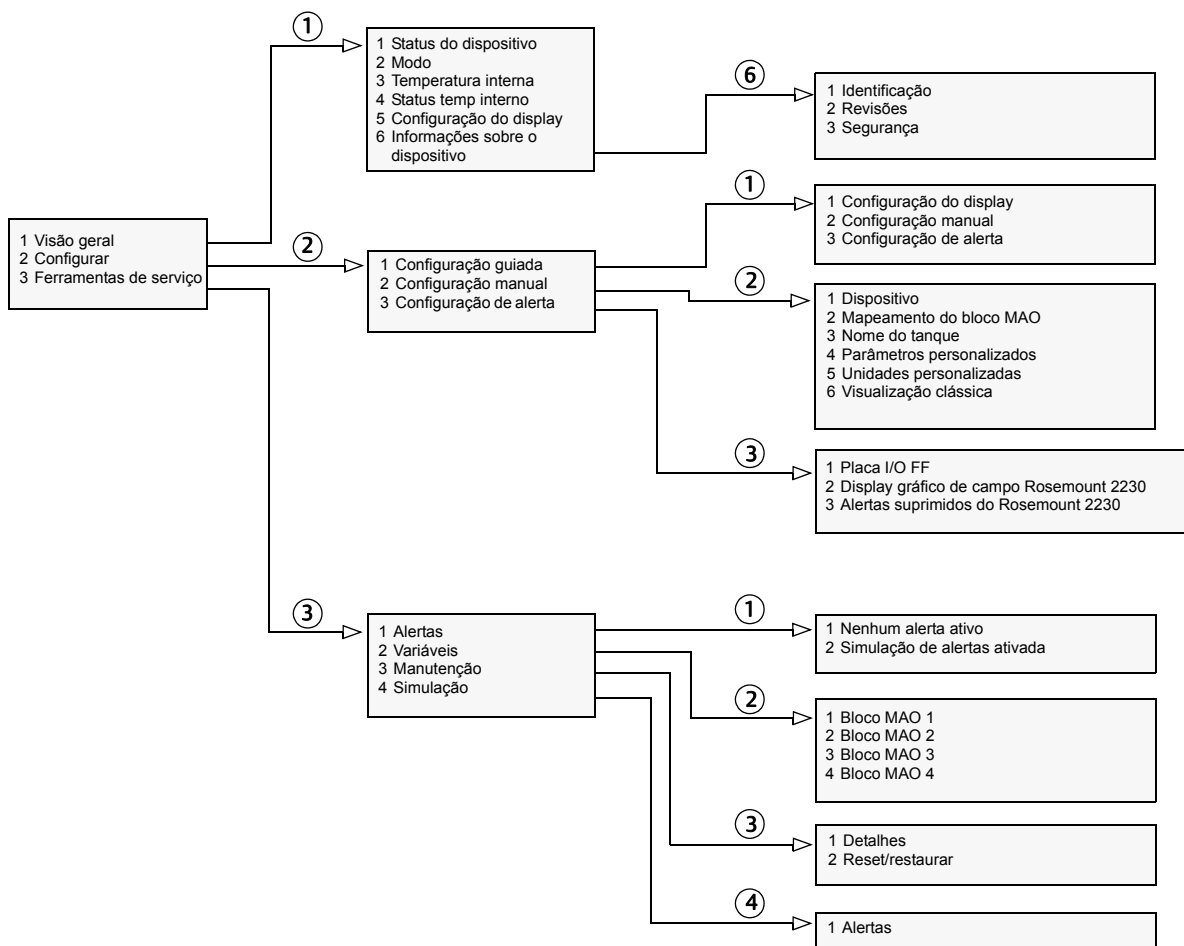 1
1 Status do dispositivo
2 Modo
3 Temperatura interna
4 Status temp interno
5 Configuração do display
6 Informações sobre o
dispositivo
6
1 Identificação
2 Revisões
3 Segurança
1 Visão geral
2 Configurar
3 Ferramentas de serviço
2
1 Configuração guiada
2 Configuração manual
3 Configuração de alerta
1
1 Configuração do display
2 Configuração manual
3 Configuração de alerta
2
1 Dispositivo
2 Mapeamento do bloco MAO
3 Nome do tanque
4 Parâmetros personalizados
5 Unidades personalizadas
6 Visualização clássica
3
1 Placa I/O FF
2 Display gráfico de campo Rosemount 2230
3 Alertas suprimidos do Rosemount 2230
3
1 Alertas
2 Variáveis
3 Manutenção
4 Simulação
1
1 Nenhum alerta ativo
2 Simulação de alertas ativada
2
1 Bloco MAO 1
2 Bloco MAO 2
3 Bloco MAO 3
4 Bloco MAO 4
3
1 Detalhes
2 Reset/restaurar
4
1 Alertas